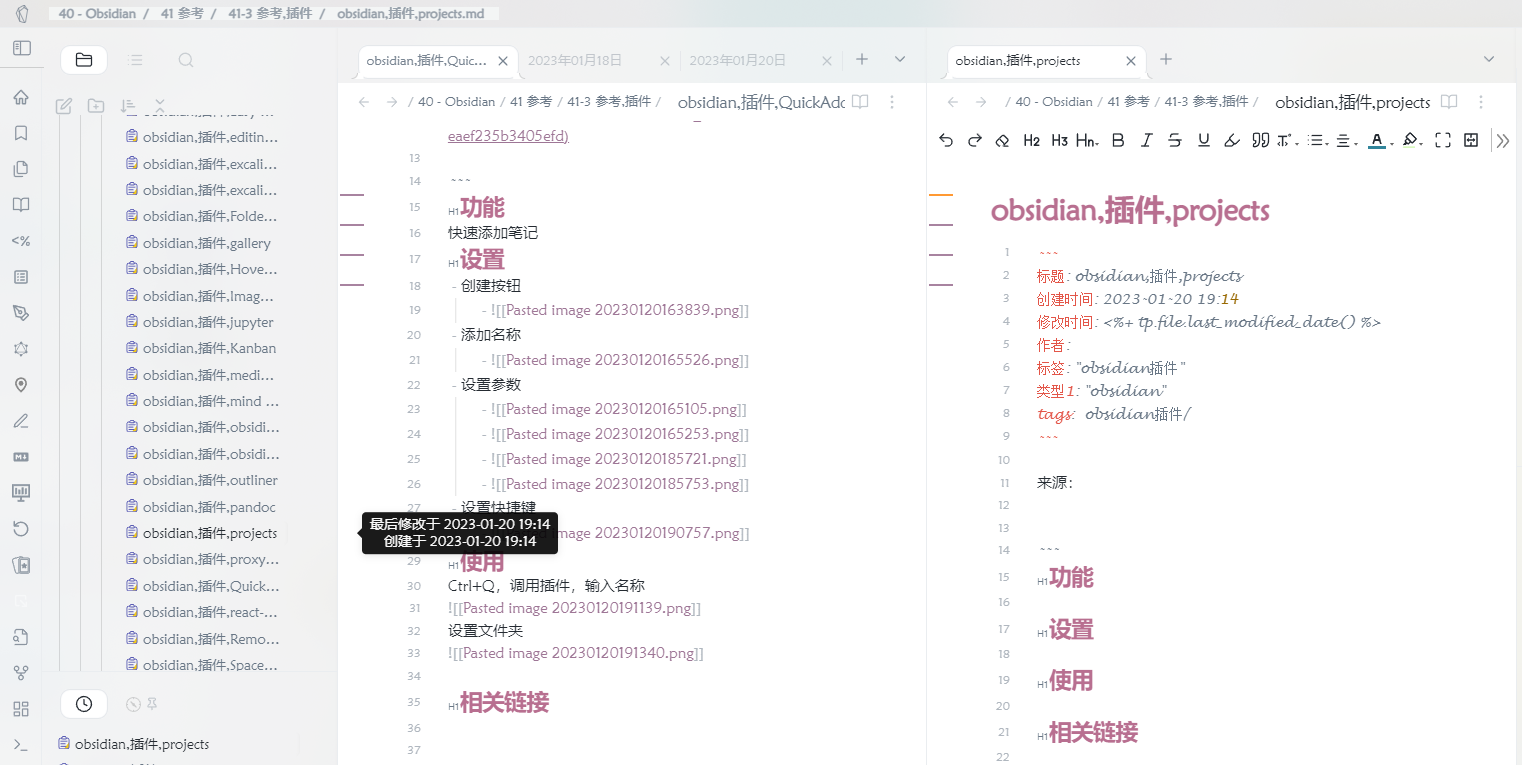 40 - Obsidian / 41 参考 / 41-3 参考,插件 / obsidian,插件,projects.md
obsidian,插件,editin...
obsidian,插件,excali...
obsidian,插件,excali...
obsidian,插件,Folde...
obsidian,插件,gallery
obsidian,插件,Hove...
obsidian,插件,Imag...
obsidian,插件,jupyter
obsidian,插件,Kanban
obsidian,插件,medi...
obsidian,插件,mind ...
obsidian,插件,obsidi...
obsidian,插件,obsidi...
obsidian,插件,outliner
obsidian,插件,pandoc
obsidian,插件,projects
obsidian,插件,proxy...
obsidian,插件,Quick...
obsidian,插件,react-...
obsidian,插件,Remo...
obsidian,插件,Space...
obsidian,插件,projects
最后修改于 2023-01-20 19:14
创建于 2023-01-20 19:14
obsidian,插件,Quic...
2023年01月18日
2023年01月20日
/ 40 - Obsidian / 41 参考 / 41-3 参考,插件 / obsidian,插件,QuickAdd
eaef235b3405efd)
13
14 ---
15 H1 功能
16 快速添加笔记
17 H1 设置
18 - 创建按钮
19 - ![[Pasted image 20230120163839.png]]
20 - 添加名称
21 - ![[Pasted image 20230120165526.png]]
22 - 设置参数
23 - ![[Pasted image 20230120165105.png]]
24 - ![[Pasted image 20230120165253.png]]
25 - ![[Pasted image 20230120185721.png]]
26 - ![[Pasted image 20230120185753.png]]
27 - 设置快捷键
image 20230120190757.png]]
29 H1 使用
30 Ctrl+Q，调用插件，输入名称
31 ![[Pasted image 20230120191139.png]]
32 设置文件夹
33 ![[Pasted image 20230120191340.png]]
34
35 H1 相关链接
36
37
obsidian,插件,projects
/ 40 - Obsidian / 41 参考 / 41-3 参考,插件 / obsidian,插件,projects
H2 H3 Hn B I S U A
obsidian,插件,projects
1 ---
2 标题: obsidian,插件,projects
3 创建时间: 2023-01-20 19:14
4 修改时间: <%+ tp.file.last_modified_date() %>
5 作者:
6 标签: "obsidian插件 "
7 类型1: "obsidian"
8 tags: obsidian插件/
9 ---
10
11 来源：
12
13
14 ---
15 H1 功能
16
17 H1 设置
18
19 H1 使用
20
21 H1 相关链接
22